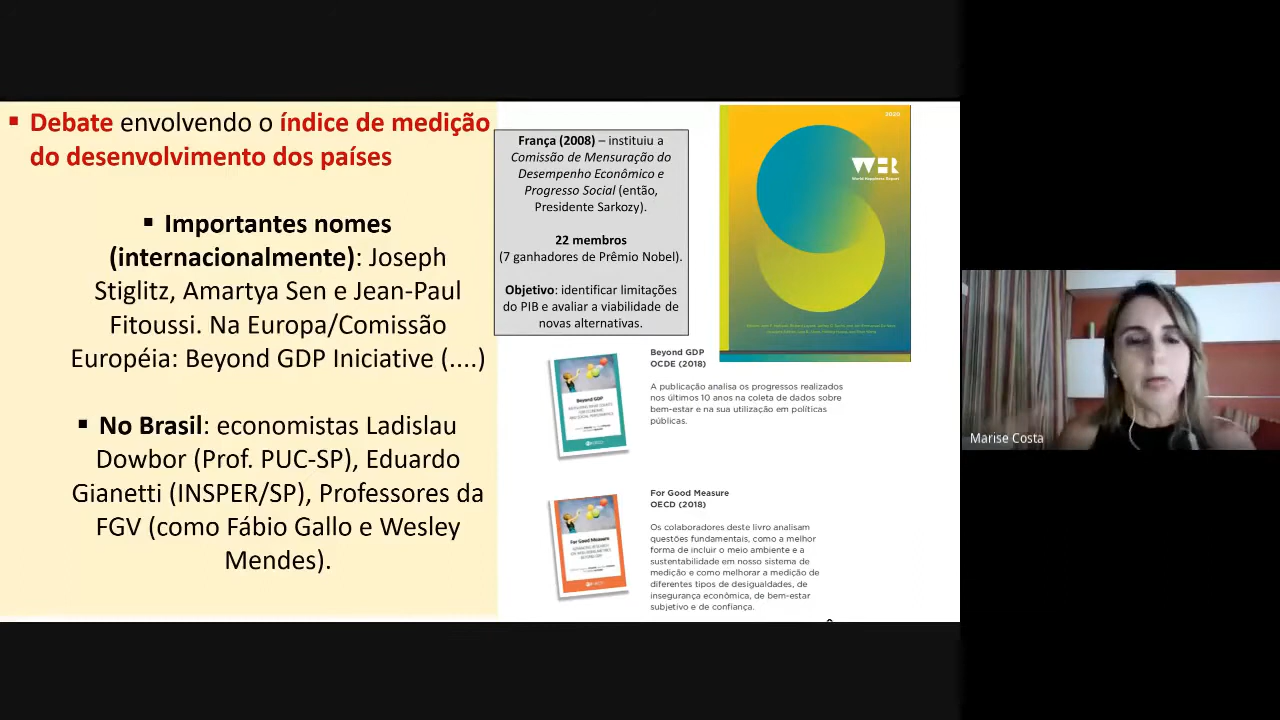 ▪ Debate envolvendo o índice de medição
do desenvolvimento dos países
▪ Importantes nomes
(internacionalmente): Joseph
Stiglitz, Amartya Sen e Jean-Paul
Fitoussi. Na Europa/Comissão
Européia: Beyond GDP Iniciative (....)
▪ No Brasil: economistas Ladislau
Dowbor (Prof. PUC-SP), Eduardo
Gianetti (INSPER/SP), Professores da
FGV (como Fábio Gallo e Wesley
Mendes).
França (2008) – instituiu a
Comissão de Mensuração do
Desempenho Econômico e
Progresso Social (então,
Presidente Sarkozy).
22 membros
(7 ganhadores de Prêmio Nobel).
Objetivo: identificar limitações
do PIB e avaliar a viabilidade de
novas alternativas.
2020
WHR
World Happiness Report
Beyond GDP
Beyond GDP
OCDE (2018)
A publicação analisa os progressos realizados
nos últimos 10 anos na coleta de dados sobre
bem-estar e na sua utilização em políticas
públicas.
For Good Measure
For Good Measure
OECD (2018)
Os colaboradores deste livro analisam
questões fundamentais, como a melhor
forma de incluir o meio ambiente e a
sustentabilidade em nosso sistema de
medição e como melhorar a medição de
diferentes tipos de desigualdades, de
insegurança econômica, de bem-estar
subjetivo e de confiança.
Marise Costa